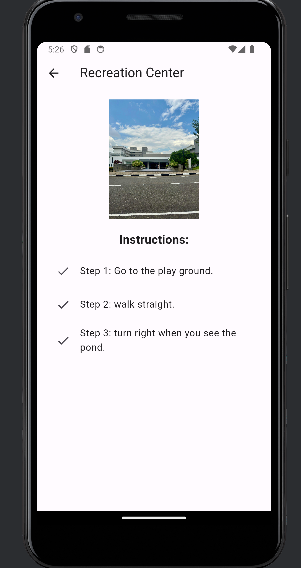 5:26
Recreation Center
Instructions:
Step 1: Go to the play ground.
Step 2: walk straight.
Step 3: turn right when you see the
pond.